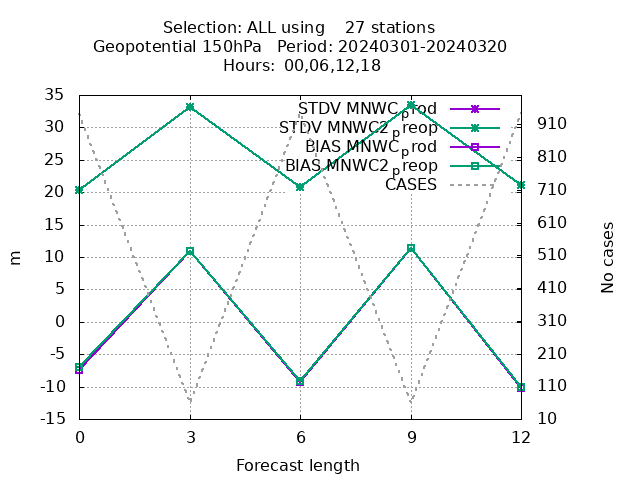 Selection: ALL using    27 stations
Geopotential 150hPa   Period: 20240301-20240320
Hours:  00,06,12,18
35
30
25
20
15
10
5
0
-5
-10
-15
m
STDV MNWC_prod
STDV MNWC2_preop
BIAS MNWC_prod
BIAS MNWC2_preop
CASES
910
810
710
610
510
410
310
210
110
10
No cases
0 3 6 9 12
Forecast length